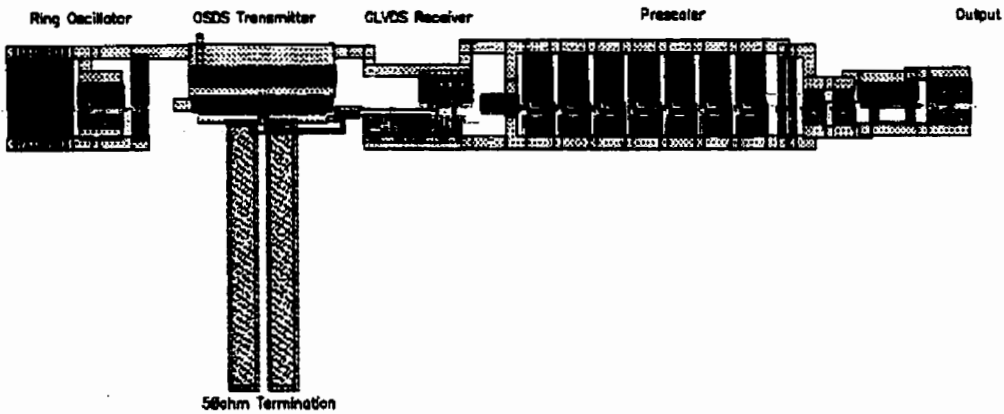 Ring Oscillator
OSDS Transmitter
GLVDS Receiver
Prescaler
Output
50ohm Termination